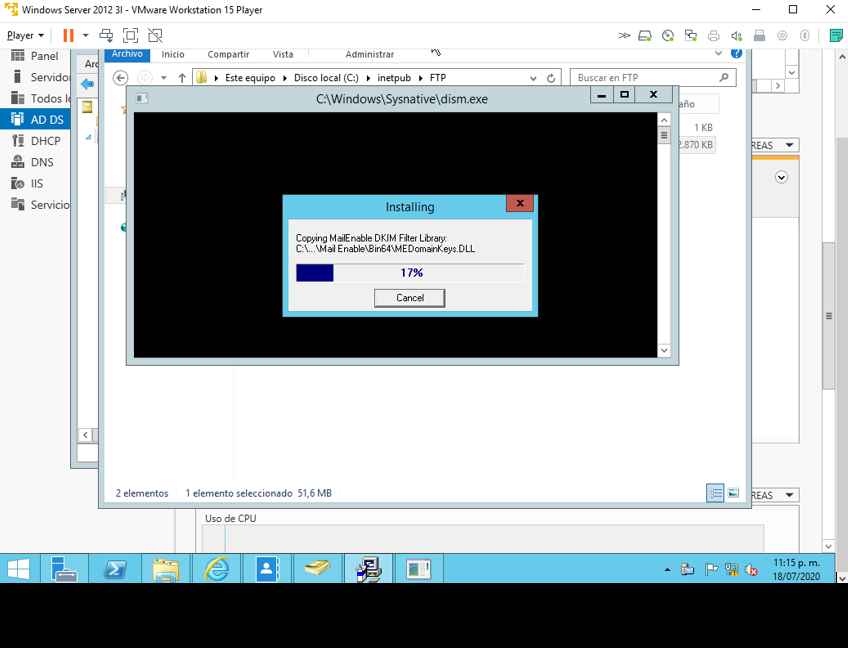 Windows Server 2012 3I - VMware Workstation 15 Player
Player
Panel
Servido
Todos lo
AD DS
DHCP
DNS
IIS
Servicio
Arc
Archivo
Inicio
Compartir
Vista
Administrar
Este equipo
Disco local (C:)
inetpub
FTP
Buscar en FTP
C:\Windows\Sysnative\dism.exe
año
1 KB
2.870 KB
REAS
Installing
Copying MailEnable DKIM Filter Library:
C:\...\Mail Enable\Bin64\MEDomainKeys.DLL
17%
Cancel
2 elementos
1 elemento seleccionado 51,6 MB
REAS
Uso de CPU
11:15 p. m.
18/07/2020